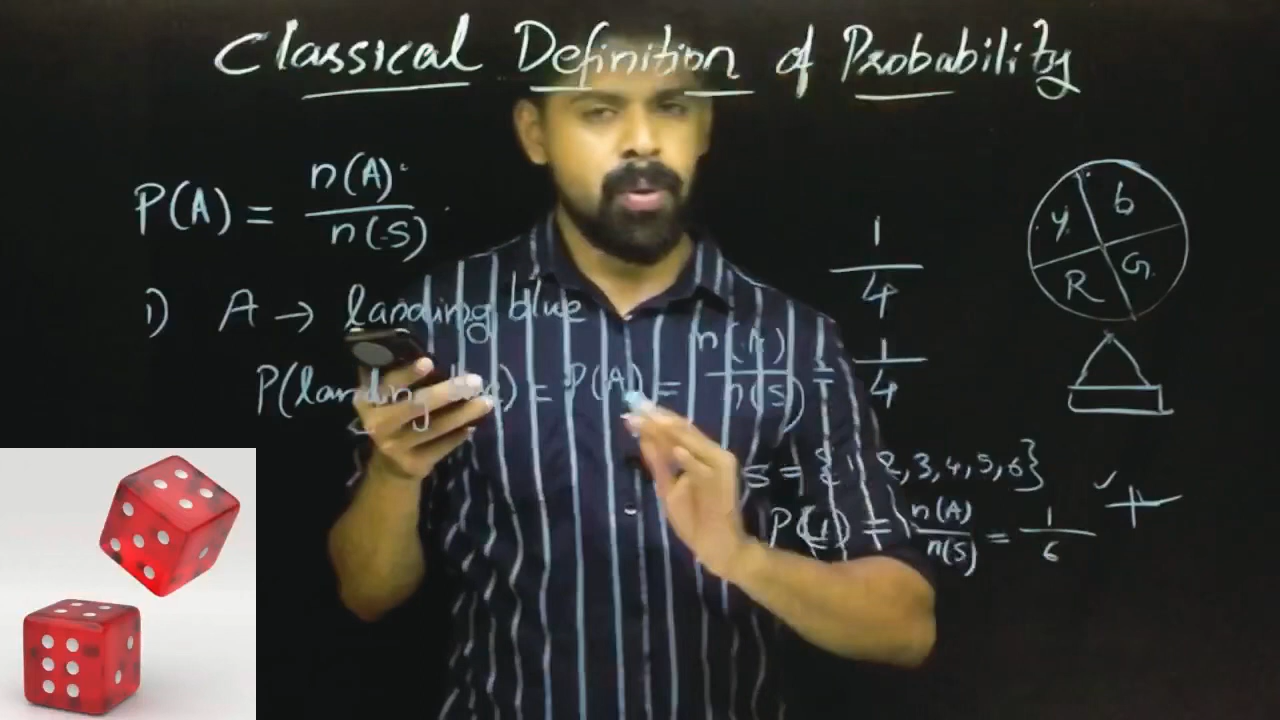 Classical Definition of Probability
P(A) = n(A)/n(S)
1) A → landing blue
P(landing blue) = P(A) = n(A)/n(S) = 1/4
1/4
y b
R G
S = {1, 2, 3, 4, 5, 6}
P(1) = n(A)/n(S) = 1/6